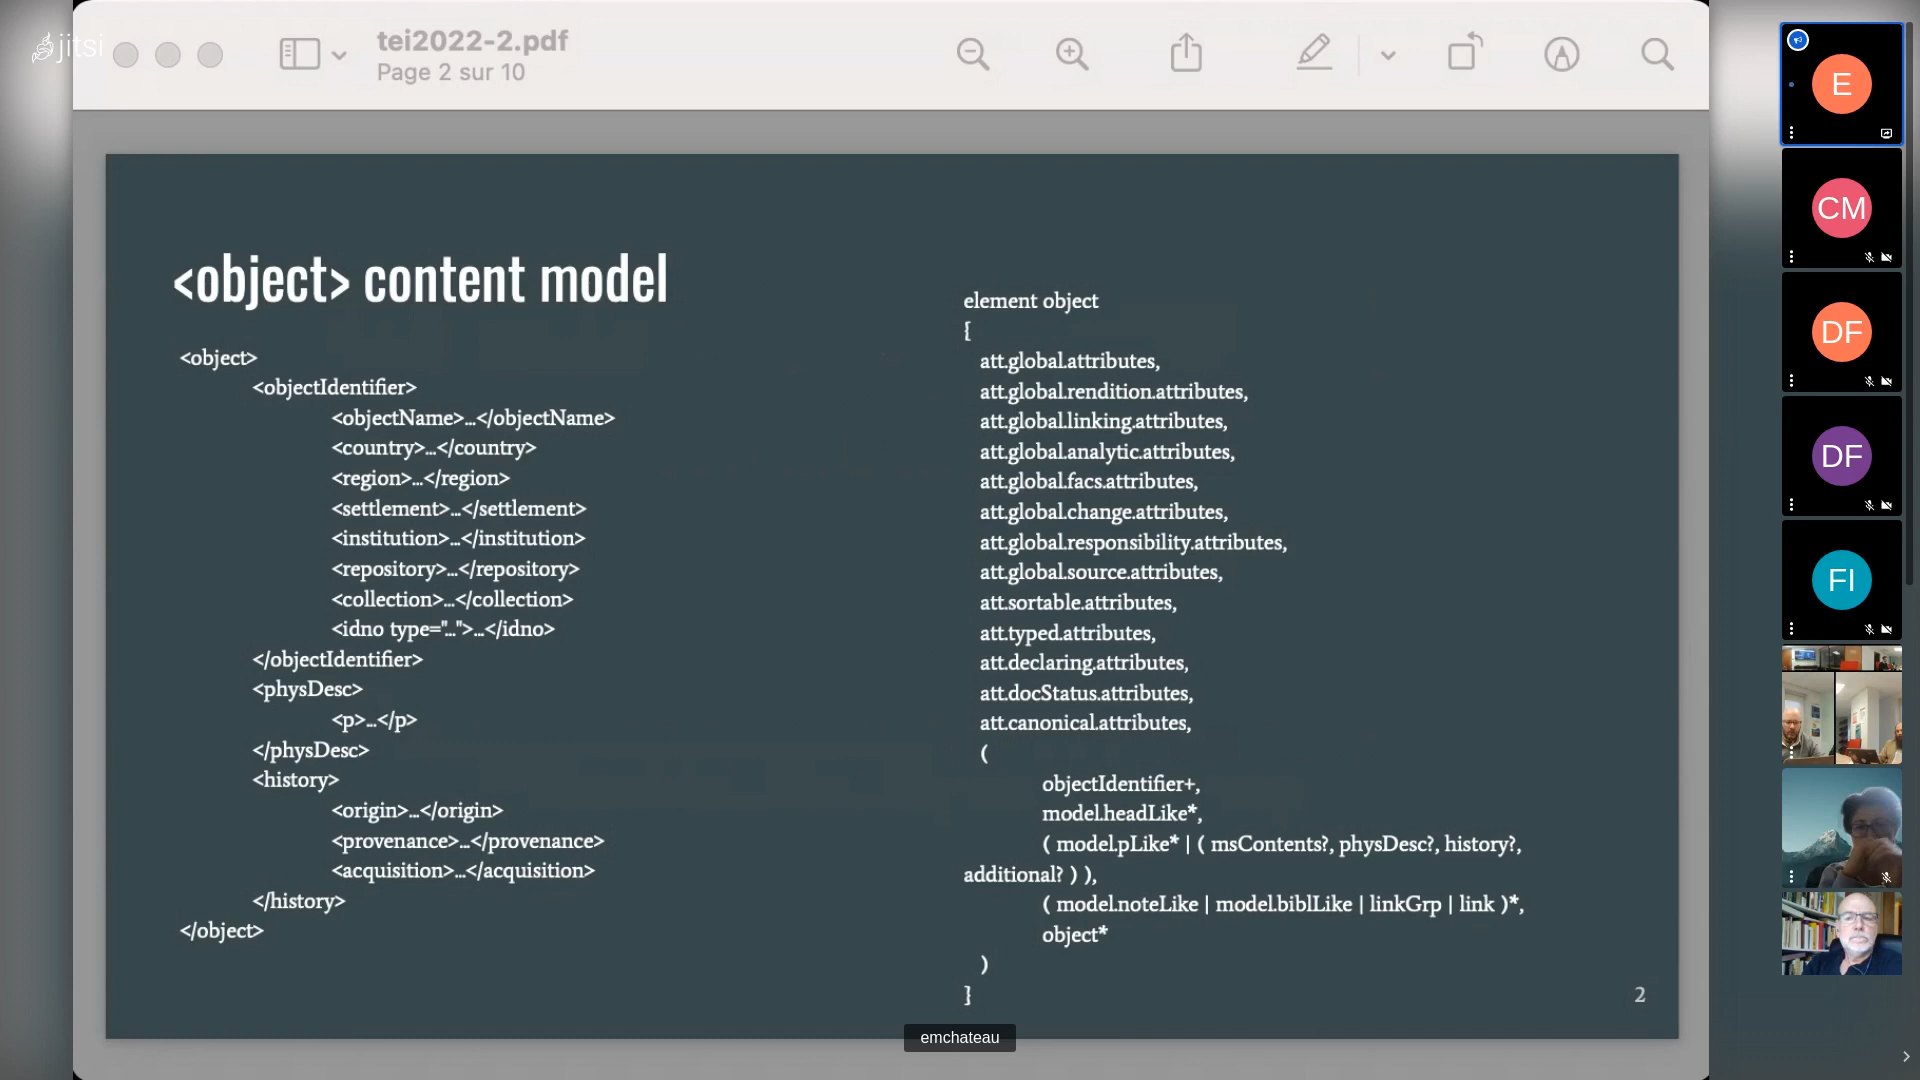 jitsi
tei2022-2.pdf
Page 2 sur 10
<object> content model
<object>
<objectIdentifier>
<objectName>...</objectName>
<country>...</country>
<region>...</region>
<settlement>...</settlement>
<institution>...</institution>
<repository>...</repository>
<collection>...</collection>
<idno type="...">...</idno>
</objectIdentifier>
<physDesc>
<p>...</p>
</physDesc>
<history>
<origin>...</origin>
<provenance>...</provenance>
<acquisition>...</acquisition>
</history>
</object>
element object
{
att.global.attributes,
att.global.rendition.attributes,
att.global.linking.attributes,
att.global.analytic.attributes,
att.global.facs.attributes,
att.global.change.attributes,
att.global.responsibility.attributes,
att.global.source.attributes,
att.sortable.attributes,
att.typed.attributes,
att.declaring.attributes,
att.docStatus.attributes,
att.canonical.attributes,
(
objectIdentifier+,
model.headLike*,
( model.pLike* | ( msContents?, physDesc?, history?,
additional? ) ),
( model.noteLike | model.biblLike | linkGrp | link )*,
object*
)
}
2
emchateau
E
CM
DF
DF
FI